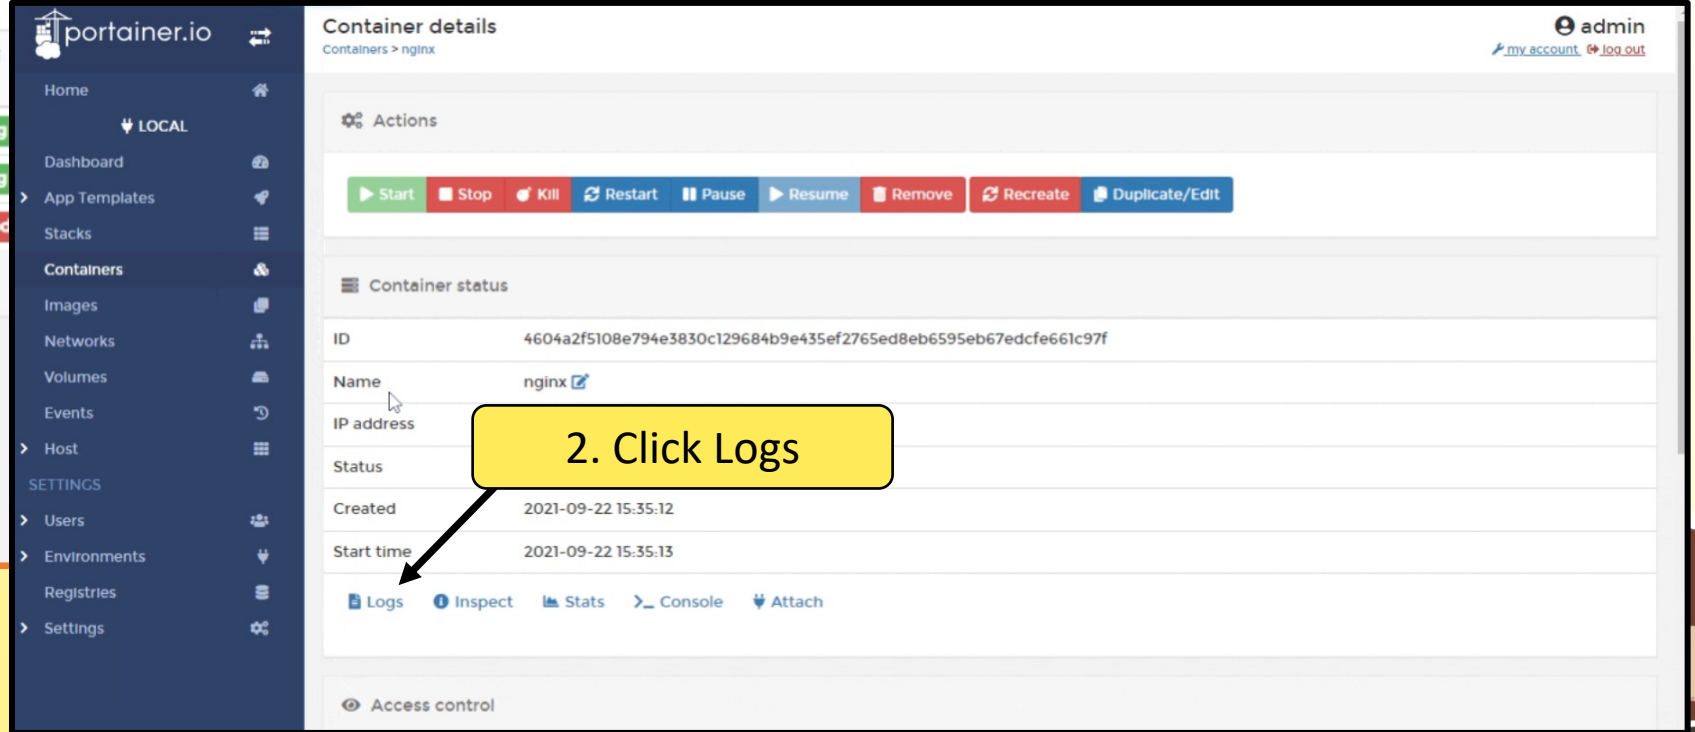 portainer.io
Home
LOCAL
Dashboard
App Templates
Stacks
Containers
Images
Networks
Volumes
Events
Host
SETTINGS
Users
Environments
Registries
Settings
Container details
Containers > nginx
admin
my account log out
Actions
Start Stop Kill Restart Pause Resume Remove Recreate Duplicate/Edit
Container status
ID 4604a2f5108e794e3830c129684b9e435ef2765ed8eb6595eb67edcfe661c97f
Name nginx
IP address
Status
2. Click Logs
Created 2021-09-22 15:35:12
Start time 2021-09-22 15:35:13
Logs Inspect Stats >_ Console Attach
Access control